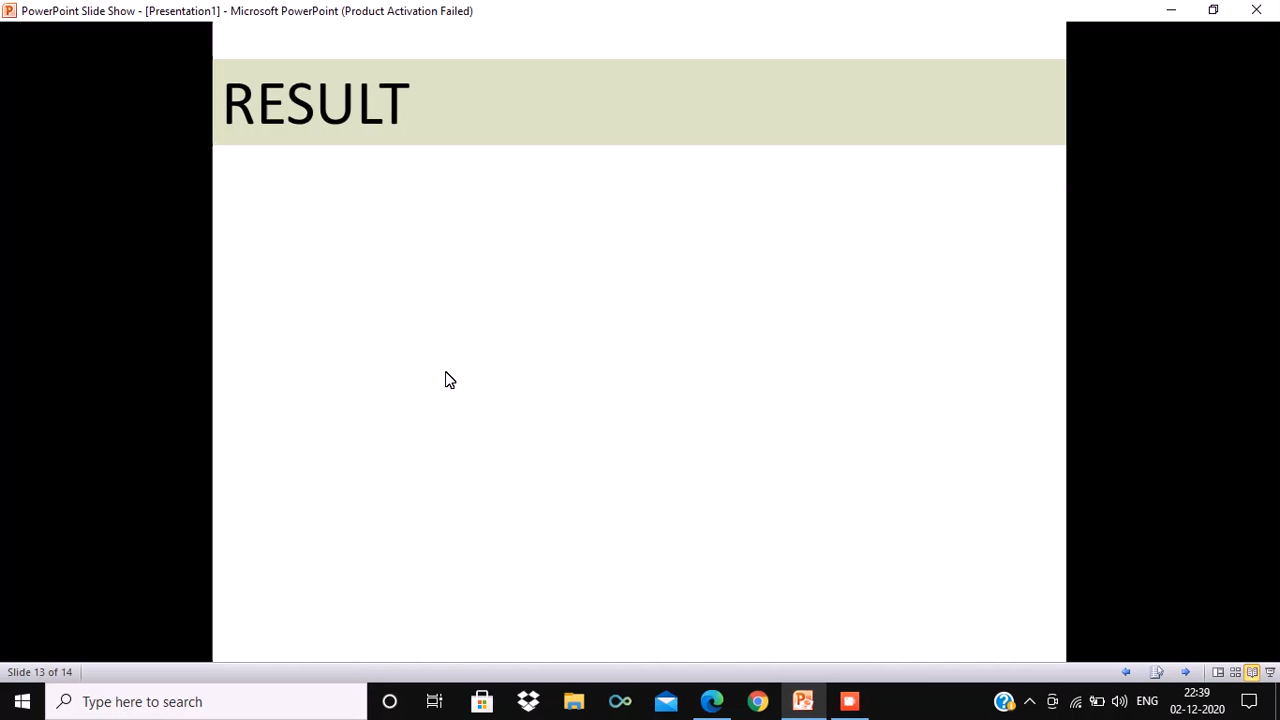 PowerPoint Slide Show - [Presentation1] - Microsoft PowerPoint (Product Activation Failed)
RESULT
Slide 13 of 14
Type here to search
ENG
22:39
02-12-2020